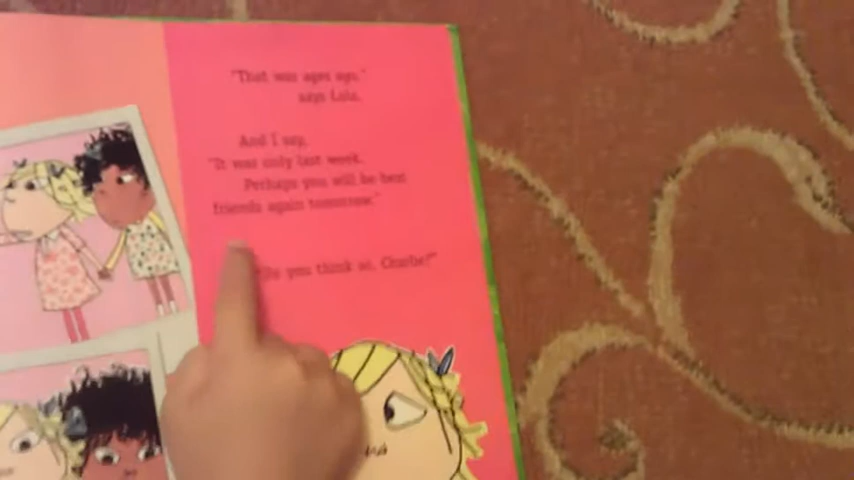 "That was ages ago,"
says Lola.
And I say,
"It was only last week.
Perhaps you will be best
friends again tomorrow."
"Do you think so, Charlie?"